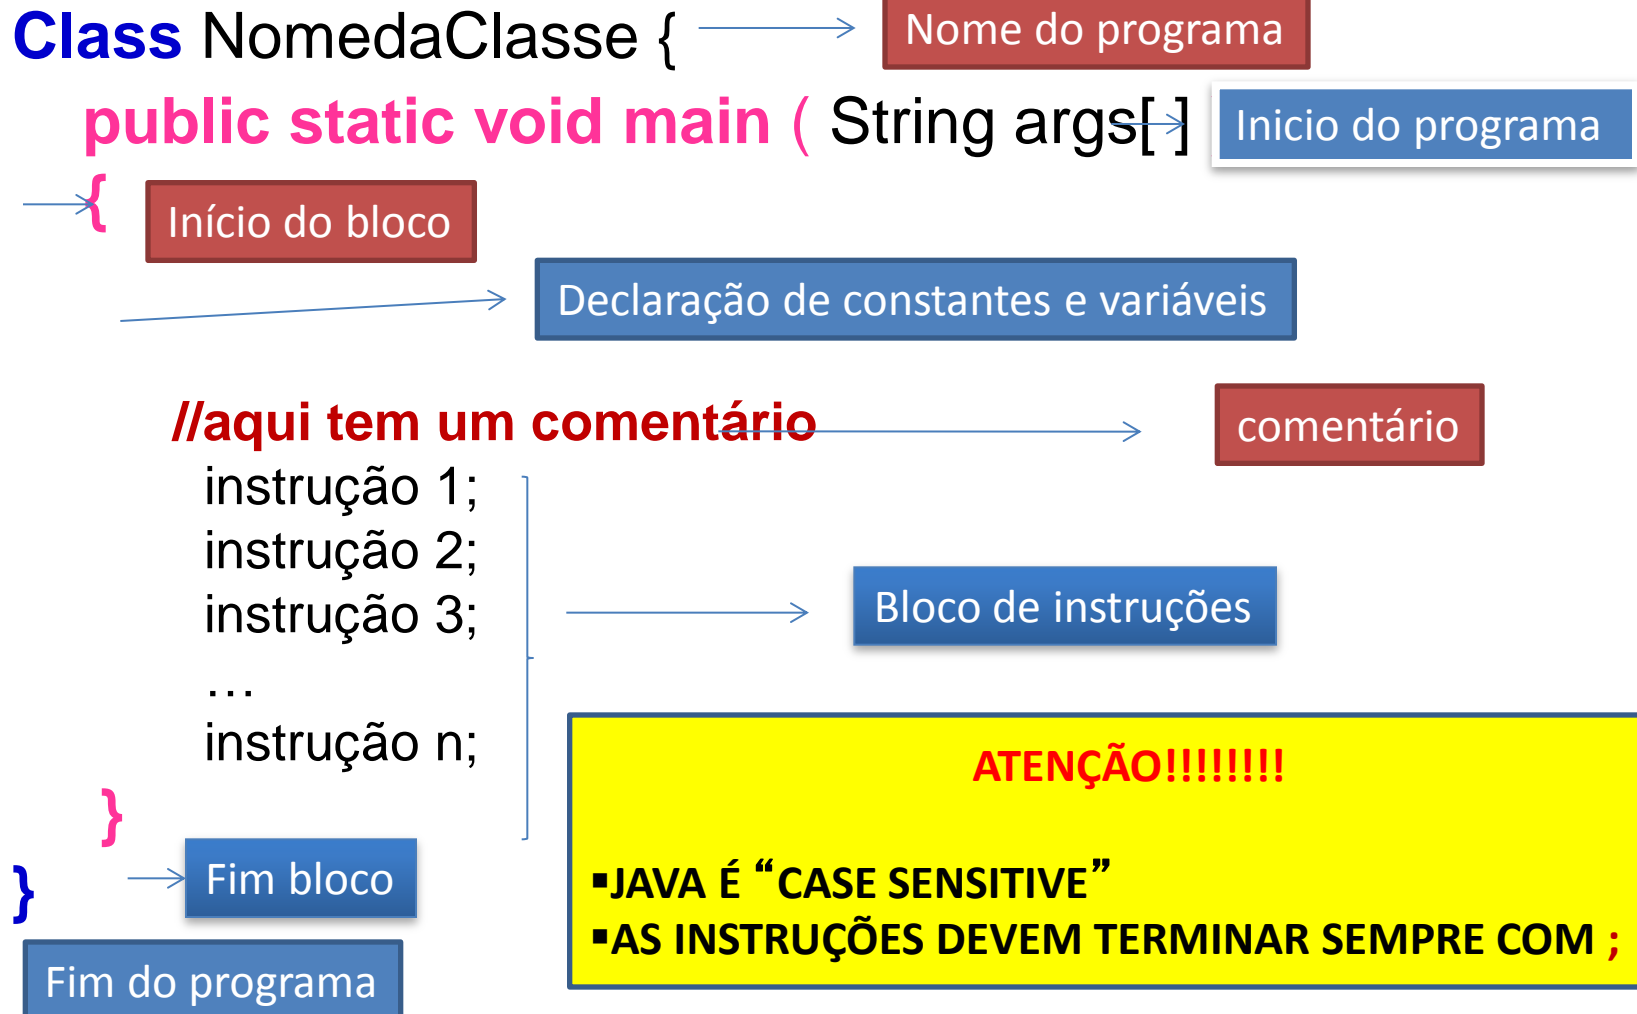 Class NomedaClasse {
Nome do programa
public static void main ( String args[ ]
Inicio do programa
{
Início do bloco
Declaração de constantes e variáveis
//aqui tem um comentário
comentário
instrução 1;
instrução 2;
instrução 3;
Bloco de instruções
…
instrução n;
}
ATENÇÃO!!!!!!!!
▪JAVA É “CASE SENSITIVE”
▪AS INSTRUÇÕES DEVEM TERMINAR SEMPRE COM ;
Fim bloco
}
Fim do programa